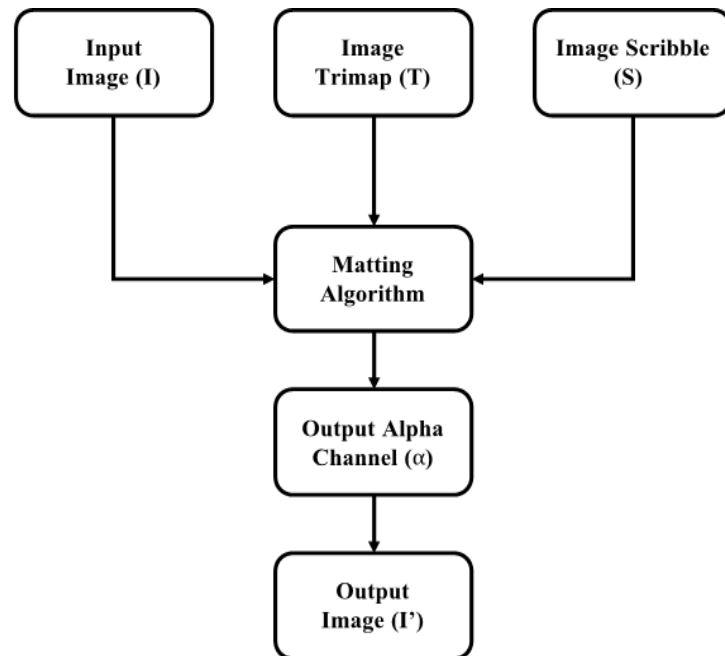 Input
Image (I)
Image
Trimap (T)
Image Scribble
(S)
Matting
Algorithm
Output Alpha
Channel (α)
Output
Image (I’)